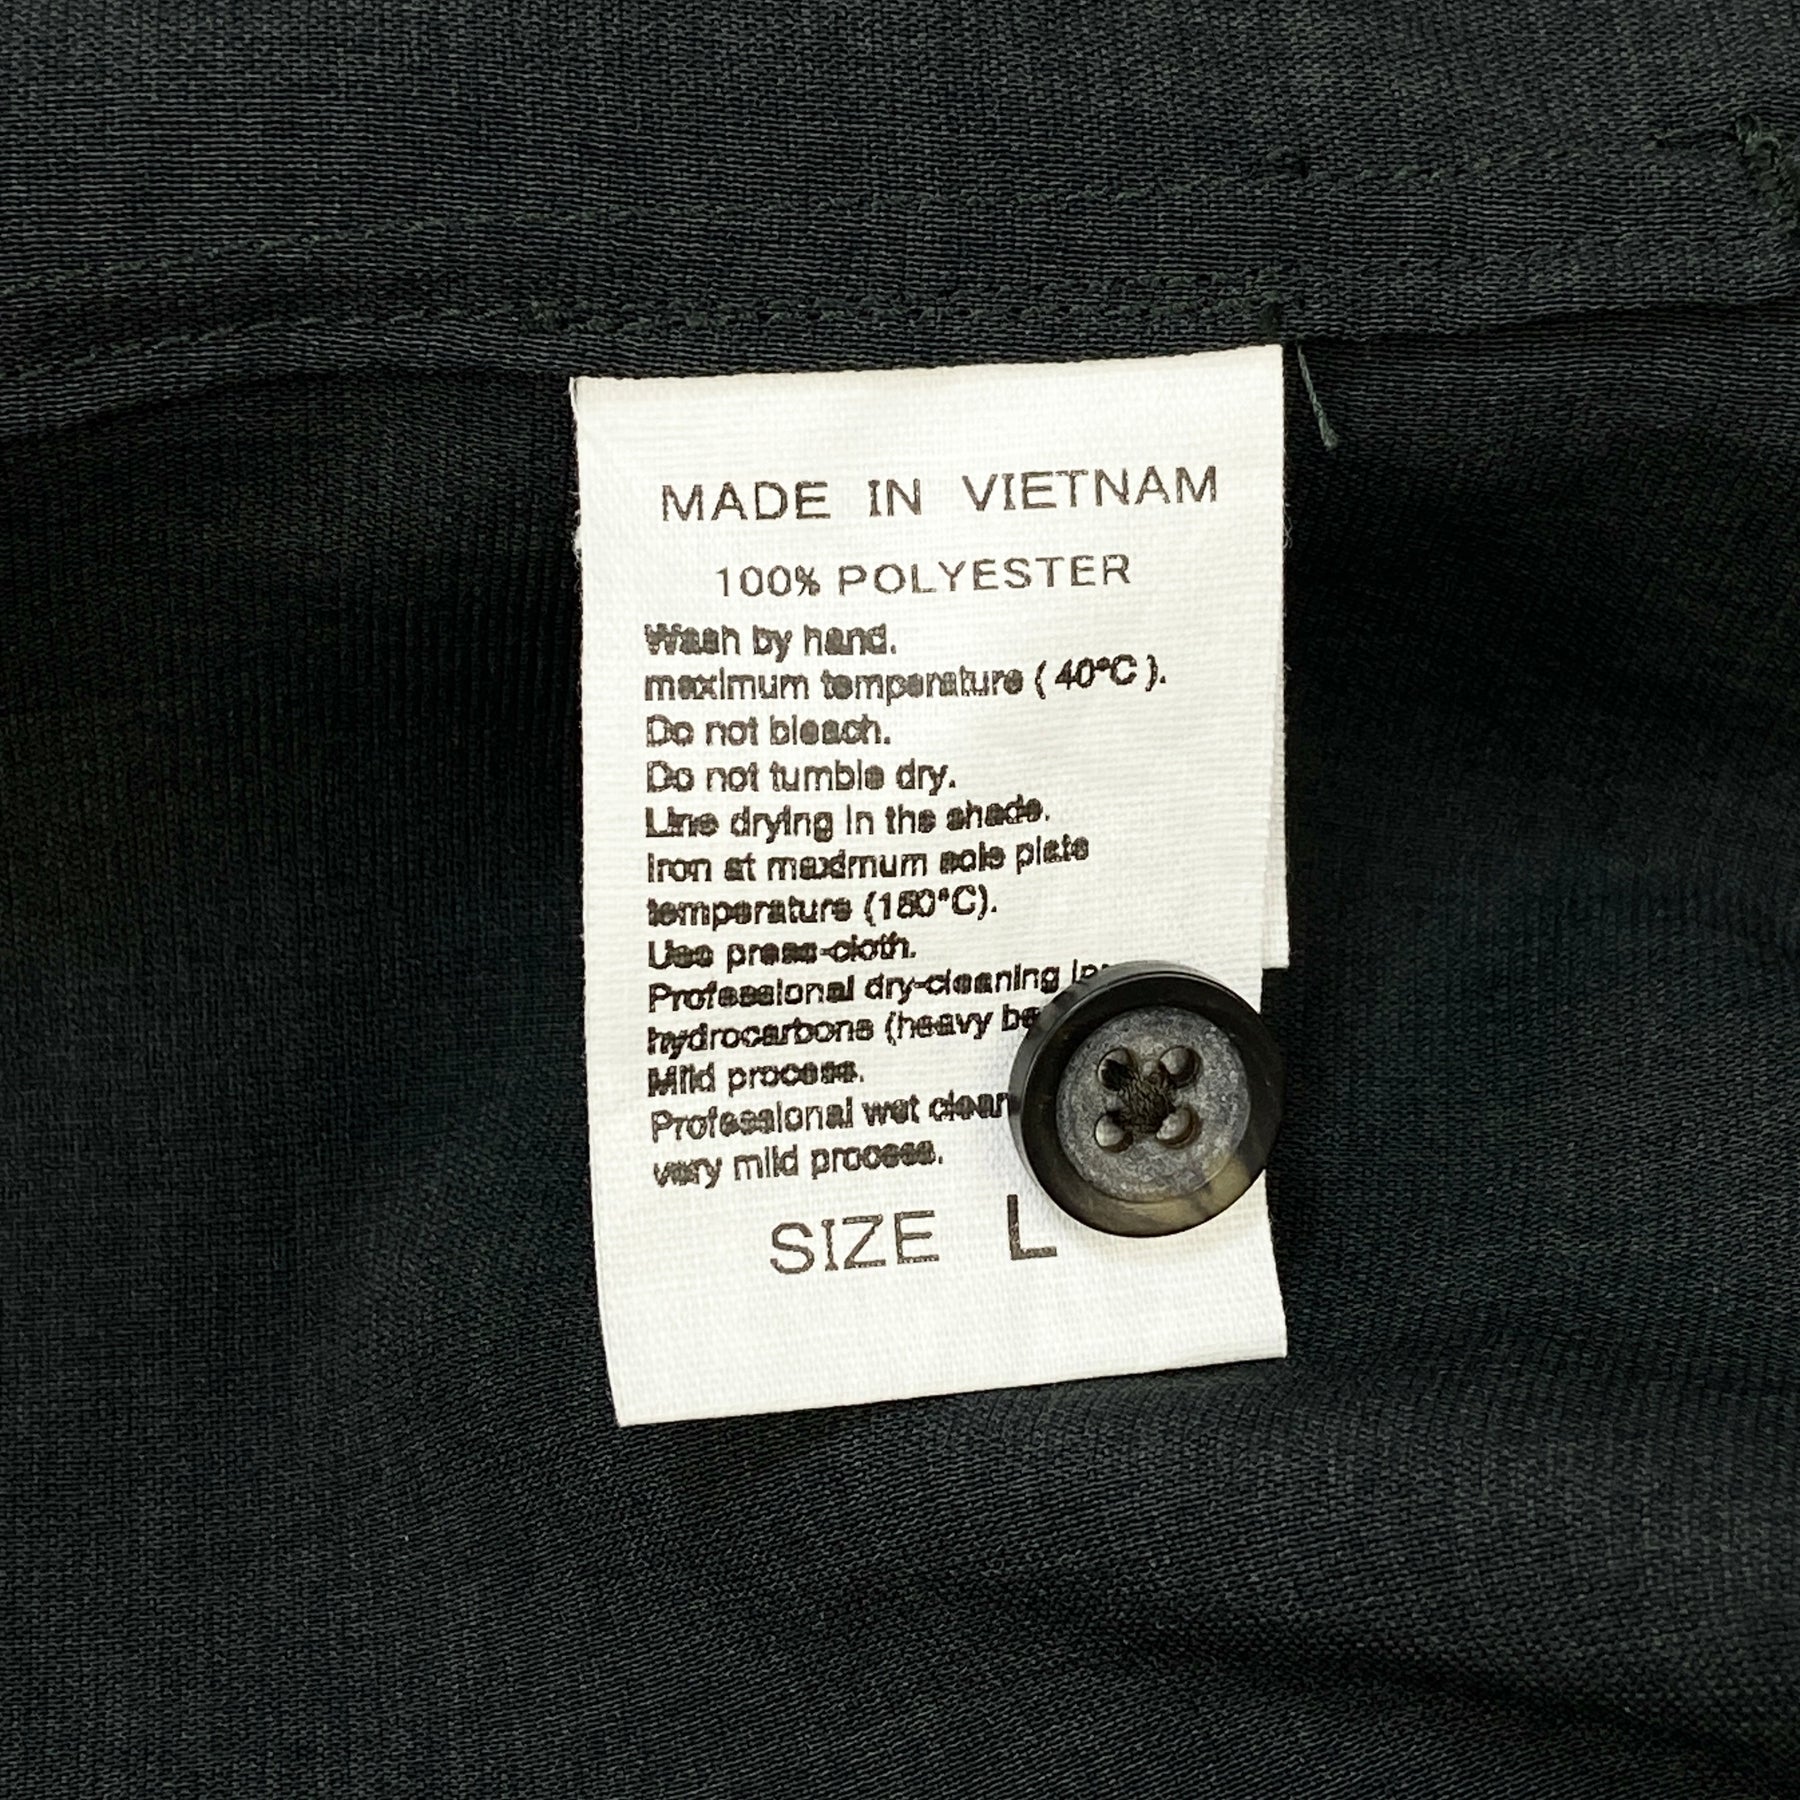 MADE IN VIETNAM
100% POLYESTER
Wash by hand.
maximum temperature ( 40°C ).
Do not bleach.
Do not tumble dry.
Line drying in the shade.
Iron at maximum sole plate
temperature (150°C).
Use press-cloth.
Professional dry-cleaning in
hydrocarbons (heavy
Mild process.
Professional wet clean
very mild process.
SIZE L